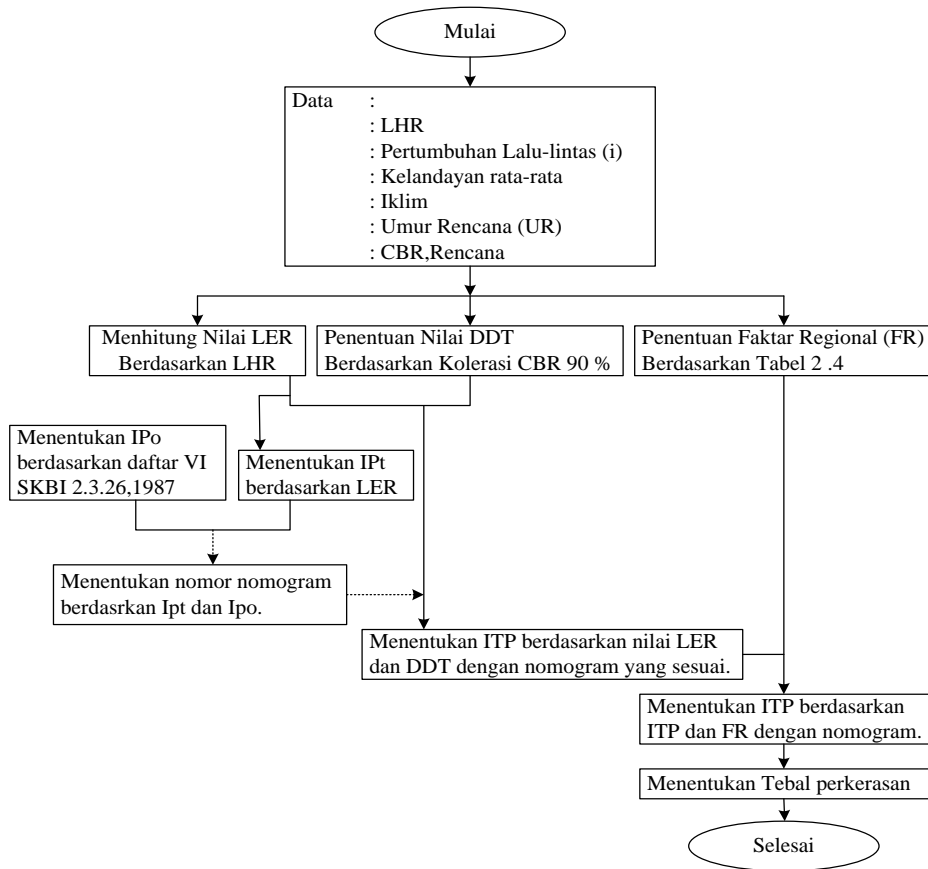 Mulai
Data :
: LHR
: Pertumbuhan Lalu-lintas (i)
: Kelandayan rata-rata
: Iklim
: Umur Rencana (UR)
: CBR,Rencana
Menhitung Nilai LER
Berdasarkan LHR
Penentuan Nilai DDT
Berdasarkan Kolerasi CBR 90 %
Penentuan Faktar Regional (FR)
Berdasarkan Tabel 2 .4
Menentukan IPo
berdasarkan daftar VI
SKBI 2.3.26,1987
Menentukan IPt
berdasarkan LER
Menentukan nomor nomogram
berdasrkan Ipt dan Ipo.
Menentukan ITP berdasarkan nilai LER
dan DDT dengan nomogram yang sesuai.
Menentukan ITP berdasarkan
ITP dan FR dengan nomogram.
Menentukan Tebal perkerasan
Selesai